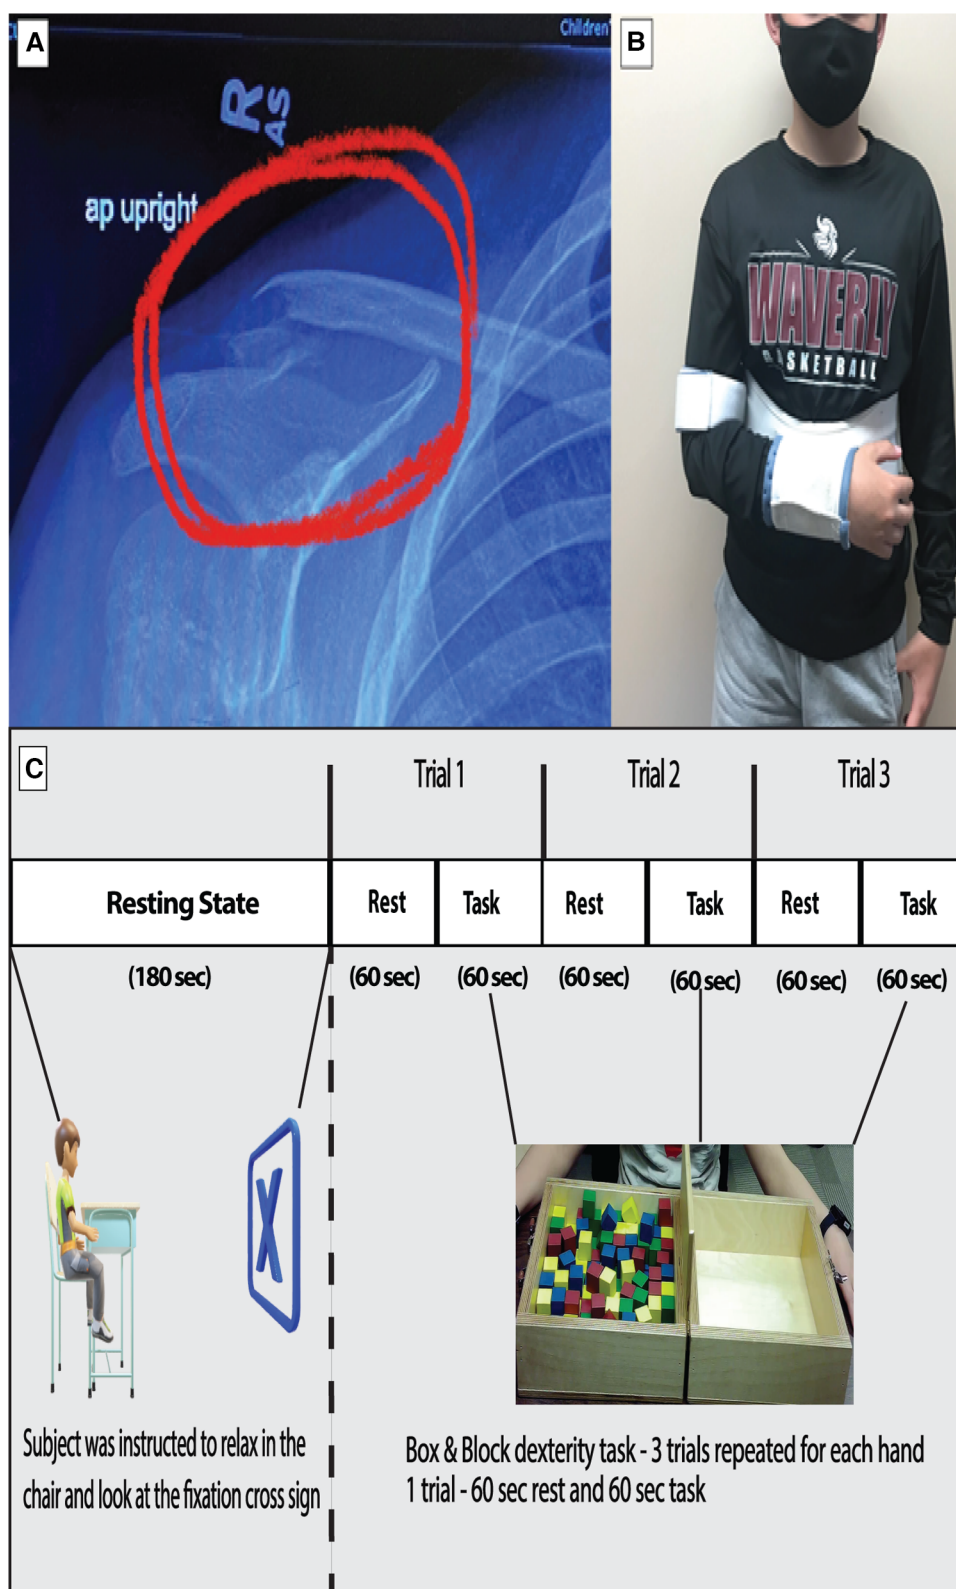 A
Children'
B
R
AS
ap upright
WAVERLY
BASKETBALL
C
Trial 1
Trial 2
Trial 3
Resting State
Rest
Task
Rest
Task
Rest
Task
(180 sec)
(60 sec)
(60 sec)
(60 sec)
(60 sec)
(60 sec)
(60 sec)
X
Subject was instructed to relax in the
chair and look at the fixation cross sign
Box & Block dexterity task - 3 trials repeated for each hand
1 trial - 60 sec rest and 60 sec task